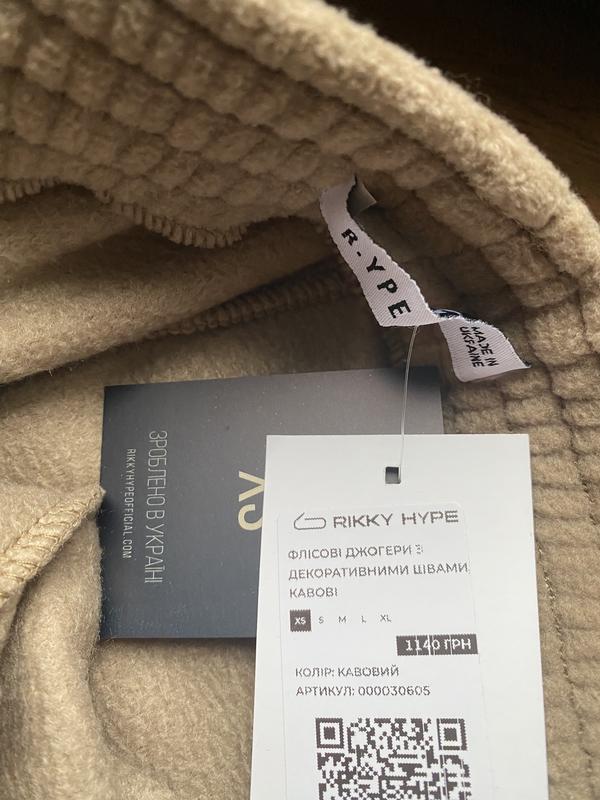 R-YPE
MADE IN
UKRAINE
ЗРОБЛЕНО В УКРАЇНІ
RIKKYHYPEOFFICIAL.COM
RIKKY HYPE
ФЛІСОВІ ДЖОГЕРИ З
ДЕКОРАТИВНИМИ ШВАМИ,
КАВОВІ
XS S M L XL
1140 ГРН
КОЛІР: КАВОВИЙ
АРТИКУЛ: 000030605